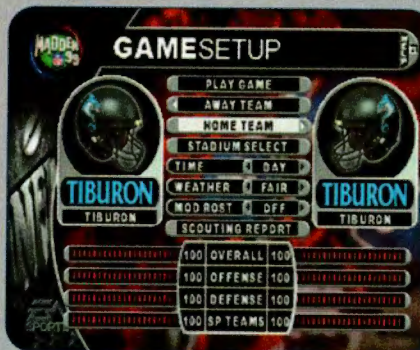 MADDEN
99
GAMESETUP
PLAY GAME
AWAY TEAM
HOME TEAM
STADIUM SELECT
TIME DAY
WEATHER FAIR
MOD ROST OFF
SCOUTING REPORT
TIBURON
TIBURON
TIBURON
TIBURON
100 OVERALL 100
100 OFFENSE 100
100 DEFENSE 100
100 SP TEAMS 100
SPORTS